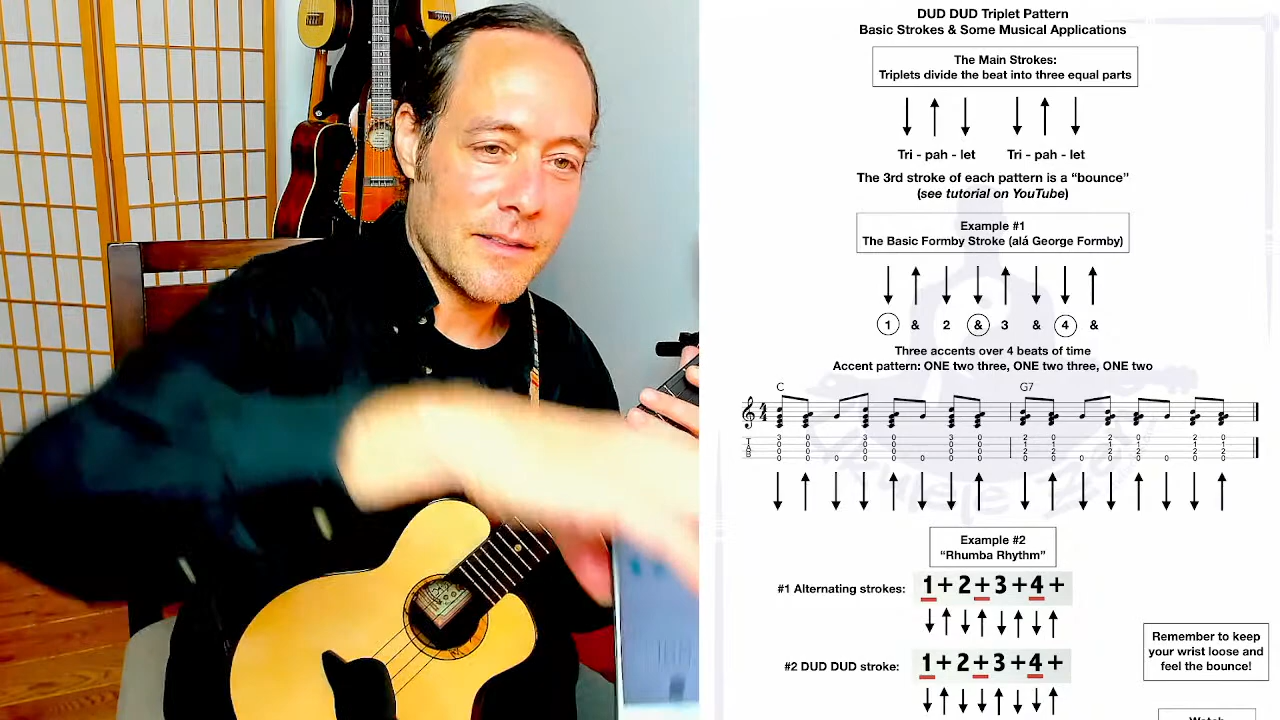 DUD DUD Triplet Pattern
Basic Strokes & Some Musical Applications
The Main Strokes:
Triplets divide the beat into three equal parts
Tri - pah - let Tri - pah - let
The 3rd stroke of each pattern is a “bounce”
(see tutorial on YouTube)
Example #1
The Basic Formby Stroke (alá George Formby)
1 & 2 & 3 & 4 &
Three accents over 4 beats of time
Accent pattern: ONE two three, ONE two three, ONE two
C G7
Example #2
“Rhumba Rhythm”
#1 Alternating strokes: 1 + 2 + 3 + 4 +
#2 DUD DUD stroke: 1 + 2 + 3 + 4 +
Remember to keep
your wrist loose and
feel the bounce!